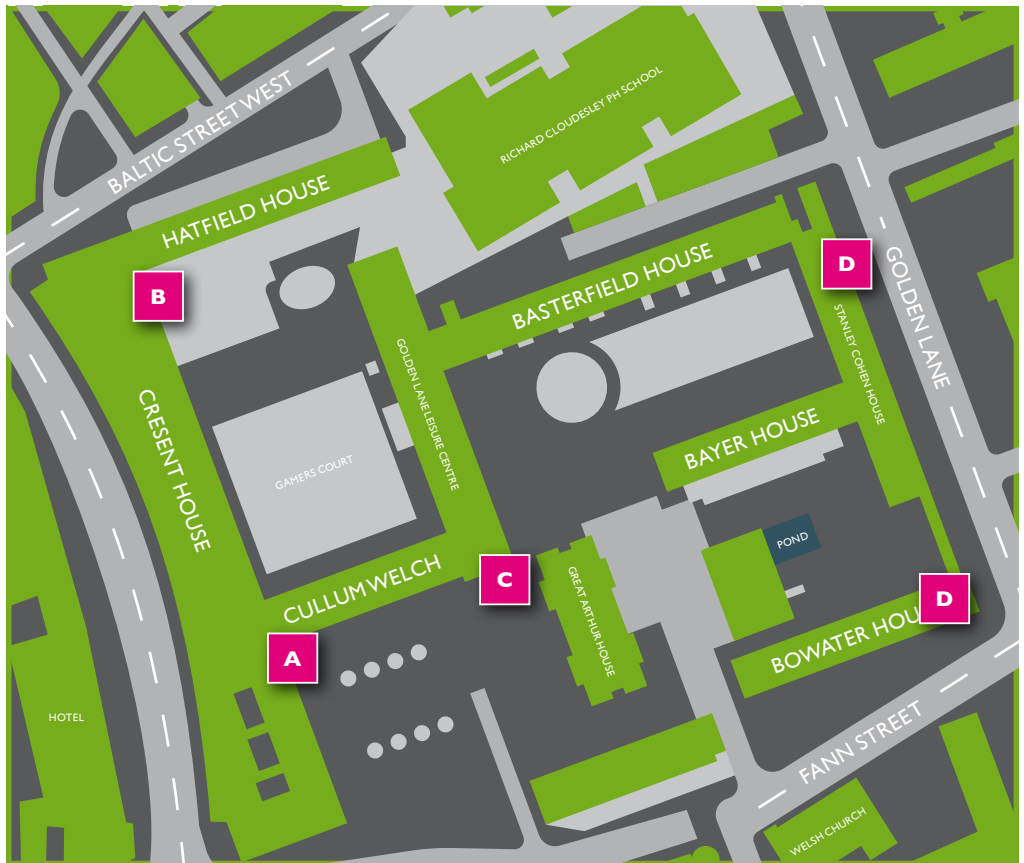 RICHARD CLOUDESLEY PH SCHOOL
BALTIC STREET WEST
HATFIELD HOUSE
BASTERFIELD HOUSE
D
B
GOLDEN LANE
STANLEY COHEN HOUSE
GOLDEN LANE LEISURE CENTRE
CRESENT HOUSE
BAYER HOUSE
GAMERS COURT
POND
CULLUM WELCH
C
GREAT ARTHUR HOUSE
D
BOWATER HOU
A
HOTEL
FANN STREET
WELSH CHURCH